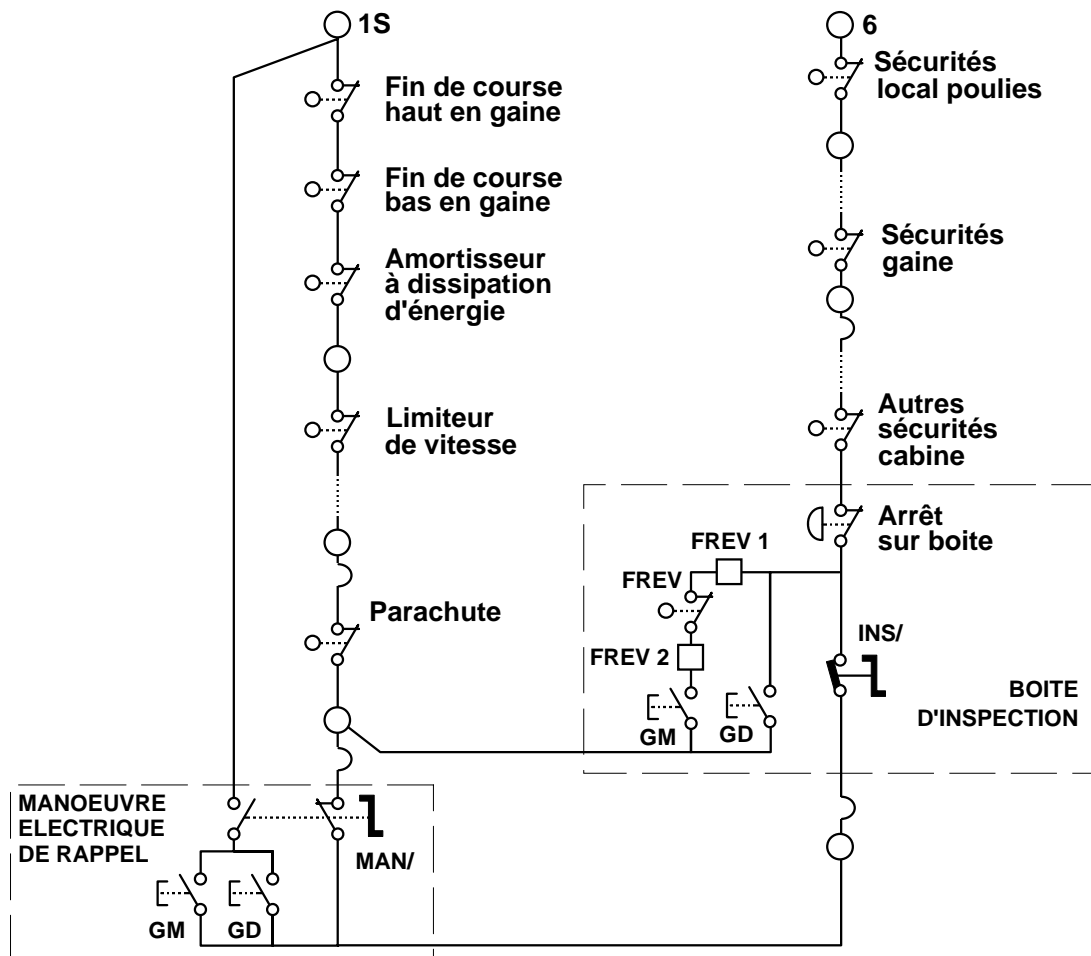 1S
Fin de course
haut en gaine
Fin de course
bas en gaine
Amortisseur
à dissipation
d'énergie
Limiteur
de vitesse
Parachute
MANOEUVRE
ELECTRIQUE
DE RAPPEL
MAN/
GM
GD
6
Sécurités
local poulies
Sécurités
gaine
Autres
sécurités
cabine
Arrêt
sur boite
FREV 1
FREV
FREV 2
GM
GD
INS/
BOITE
D'INSPECTION